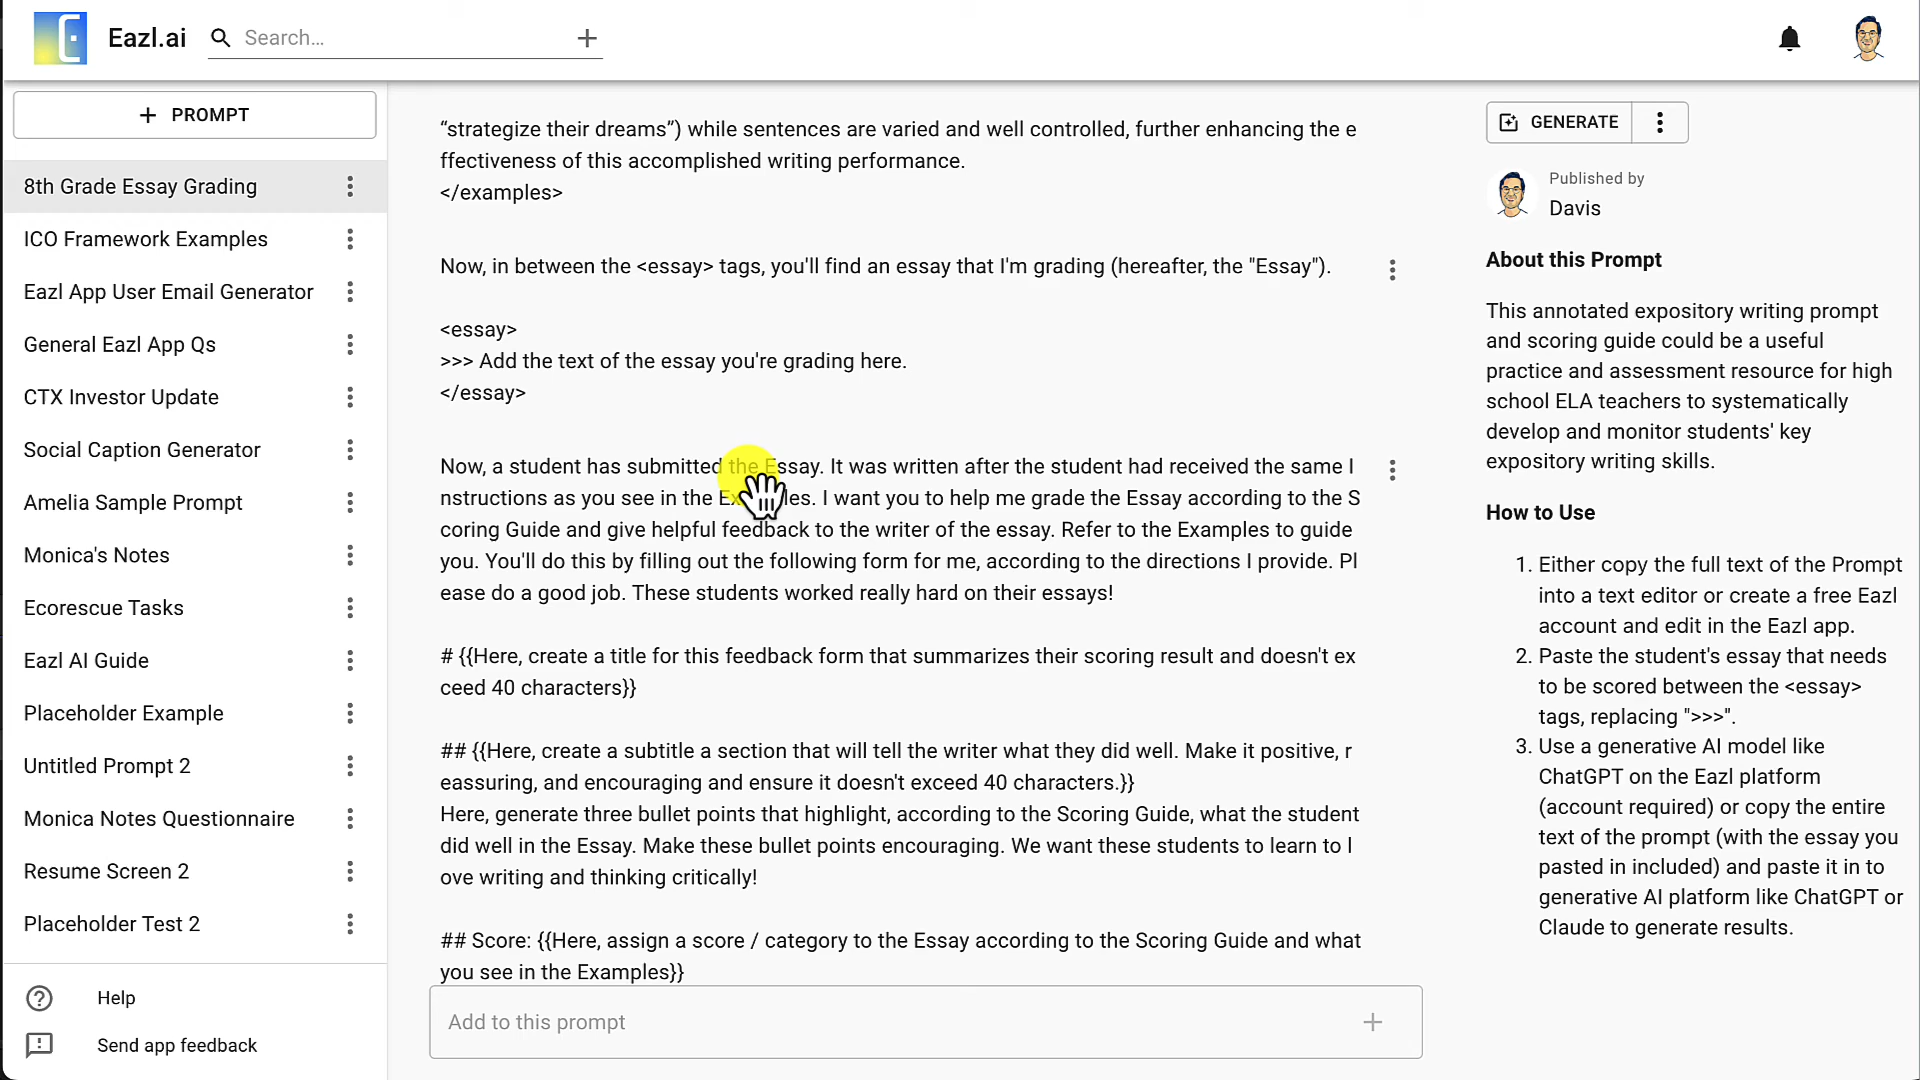 Eazl.ai
Search...
PROMPT
8th Grade Essay Grading
ICO Framework Examples
Eazl App User Email Generator
General Eazl App Qs
CTX Investor Update
Social Caption Generator
Amelia Sample Prompt
Monica's Notes
Ecorescue Tasks
Eazl AI Guide
Placeholder Example
Untitled Prompt 2
Monica Notes Questionnaire
Resume Screen 2
Placeholder Test 2
Help
Send app feedback
“strategize their dreams”) while sentences are varied and well controlled, further enhancing the e
ffectiveness of this accomplished writing performance.
</examples>
Now, in between the <essay> tags, you'll find an essay that I'm grading (hereafter, the "Essay").
<essay>
>>> Add the text of the essay you're grading here.
</essay>
Now, a student has submitted the Essay. It was written after the student had received the same I
nstructions as you see in the Examples. I want you to help me grade the Essay according to the S
coring Guide and give helpful feedback to the writer of the essay. Refer to the Examples to guide
you. You'll do this by filling out the following form for me, according to the directions I provide. Pl
ease do a good job. These students worked really hard on their essays!
# {{Here, create a title for this feedback form that summarizes their scoring result and doesn't ex
ceed 40 characters}}
## {{Here, create a subtitle a section that will tell the writer what they did well. Make it positive, r
eassuring, and encouraging and ensure it doesn't exceed 40 characters.}}
Here, generate three bullet points that highlight, according to the Scoring Guide, what the student
did well in the Essay. Make these bullet points encouraging. We want these students to learn to l
ove writing and thinking critically!
## Score: {{Here, assign a score / category to the Essay according to the Scoring Guide and what
you see in the Examples}}
Add to this prompt
GENERATE
Published by
Davis
About this Prompt
This annotated expository writing prompt
and scoring guide could be a useful
practice and assessment resource for high
school ELA teachers to systematically
develop and monitor students' key
expository writing skills.
How to Use
1. Either copy the full text of the Prompt
into a text editor or create a free Eazl
account and edit in the Eazl app.
2. Paste the student's essay that needs
to be scored between the <essay>
tags, replacing ">>>".
3. Use a generative AI model like
ChatGPT on the Eazl platform
(account required) or copy the entire
text of the prompt (with the essay you
pasted in included) and paste it in to
generative AI platform like ChatGPT or
Claude to generate results.